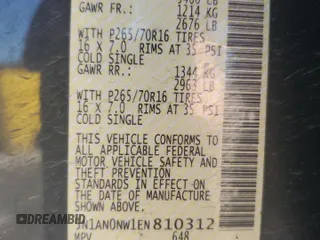 GAWR FR.: 1214 KG
2676 LB
WITH P265/70R16 TIRES
16 X 7.0 RIMS AT 35 PSI
COLD SINGLE
GAWR RR.: 1344 KG
2963 LB
WITH P265/70R16 TIRES
16 X 7.0 RIMS AT 35 PSI
COLD SINGLE
THIS VEHICLE CONFORMS TO
ALL APPLICABLE FEDERAL
MOTOR VEHICLE SAFETY AND
THEFT PREVENTION
STANDARDS IN EFFECT ON THE
DATE OF MANUFACTURE
SHOWN ABOVE.
5N1AN0NW1EN810312
MPV 648
DREAMBID